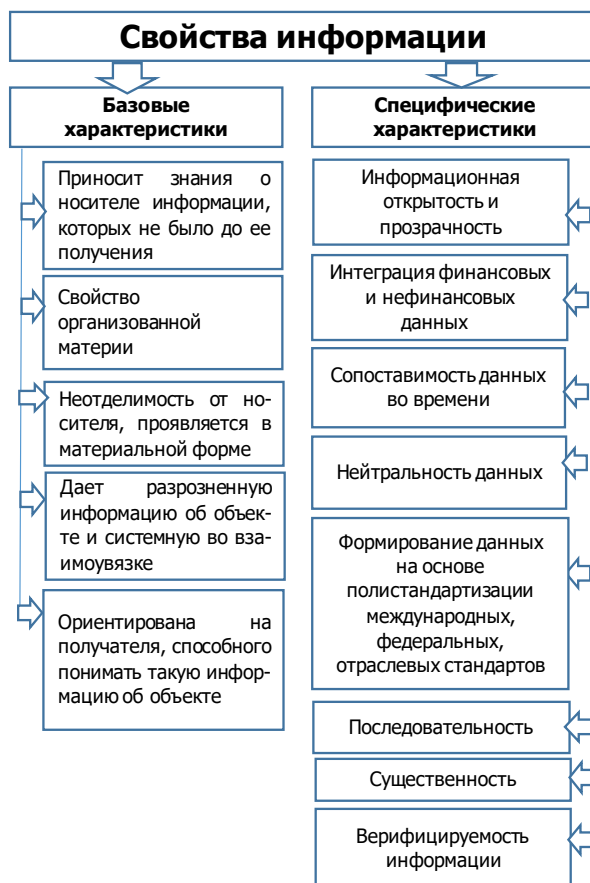 Свойства информации
Базовые
характеристики
Приносит знания о
носителе информации,
которых не было до ее
получения
Свойство
организованной
материи
Неотделимость от но-
сителя, проявляется в
материальной форме
Дает разрозненную
информацию об объек-
те и системную во вза-
имоувязке
Ориентирована на
получателя, способного
понимать такую инфор-
мацию об объекте
Специфические
характеристики
Информационная
открытость и
прозрачность
Интеграция финансовых
и нефинансовых
данных
Сопоставимость данных
во времени
Нейтральность данных
Формирование данных
на основе
полистандартизации
международных,
федеральных,
отраслевых стандартов
Последовательность
Существенность
Верифицируемость
информации